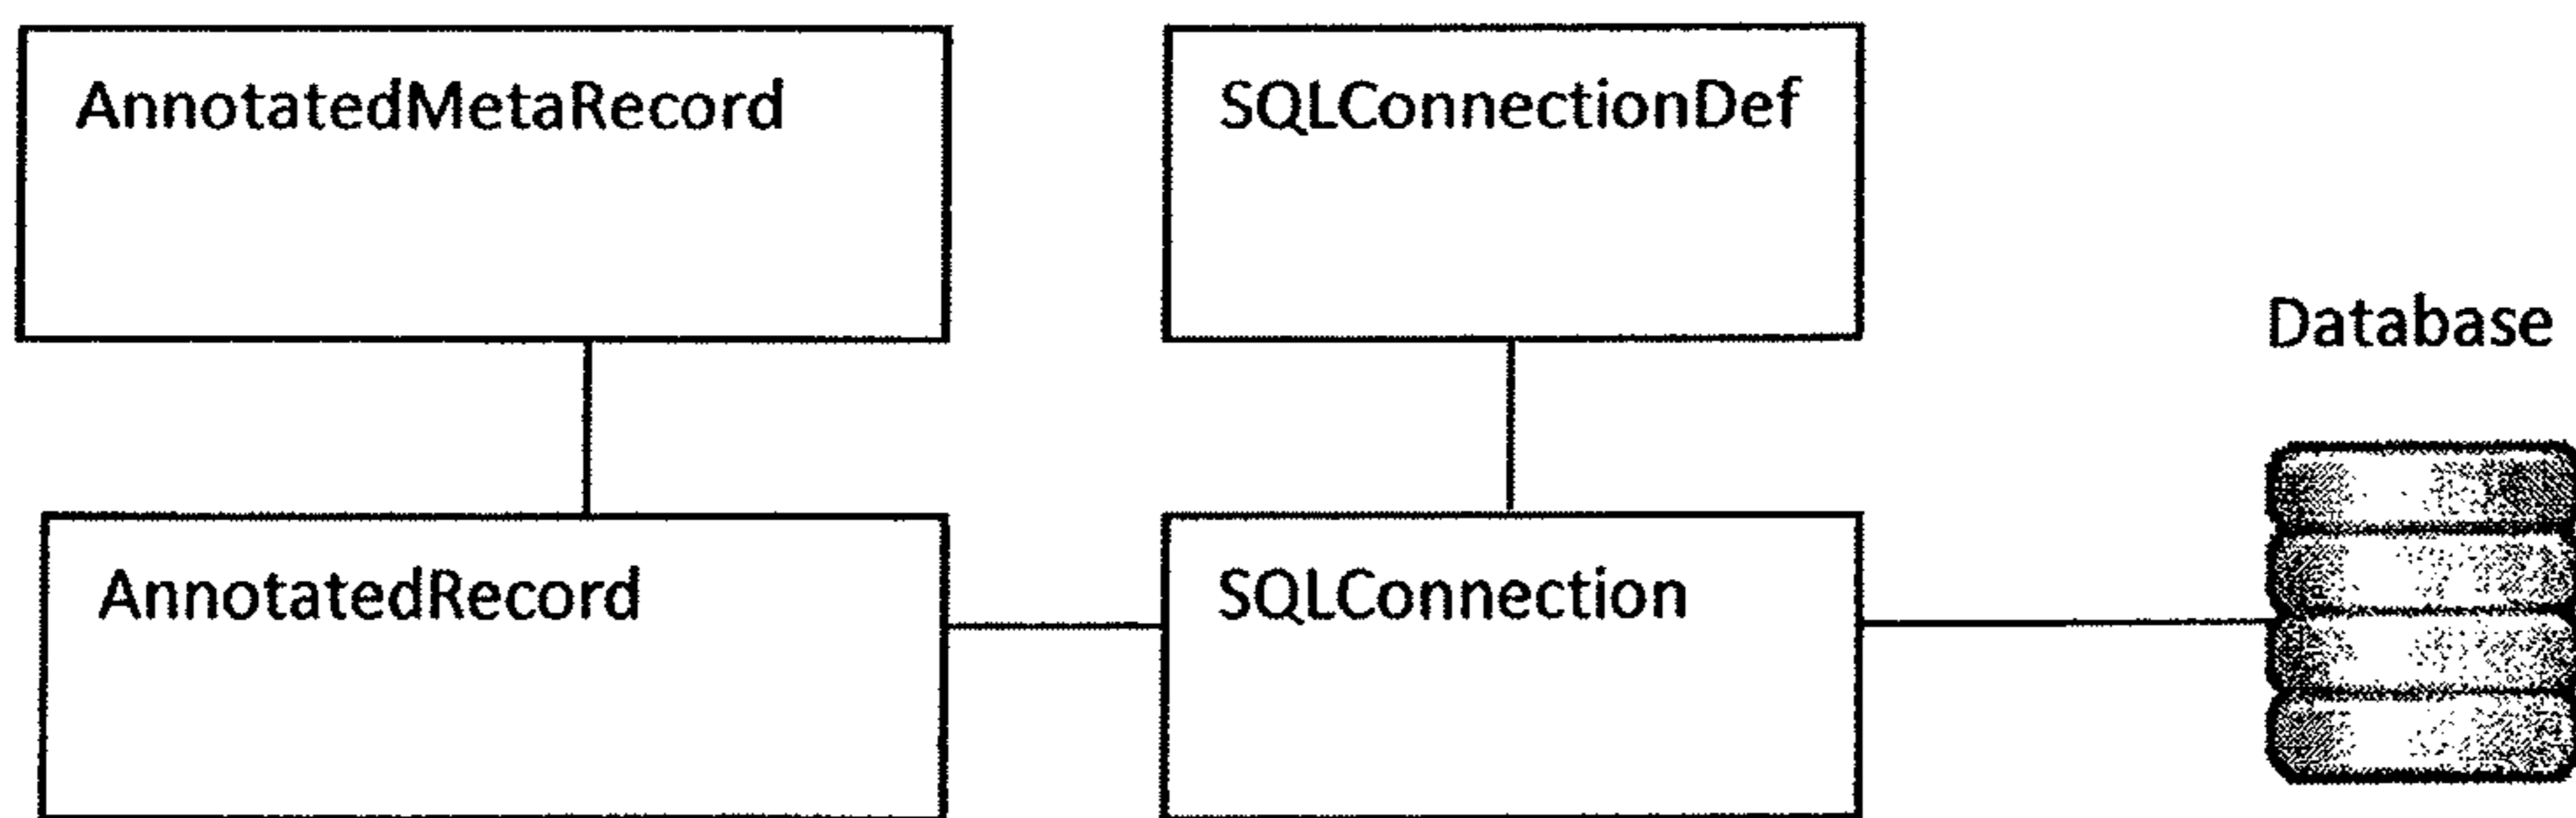 AnnotatedMetaRecord
SQLConnectionDef
Database
AnnotatedRecord
SQLConnection